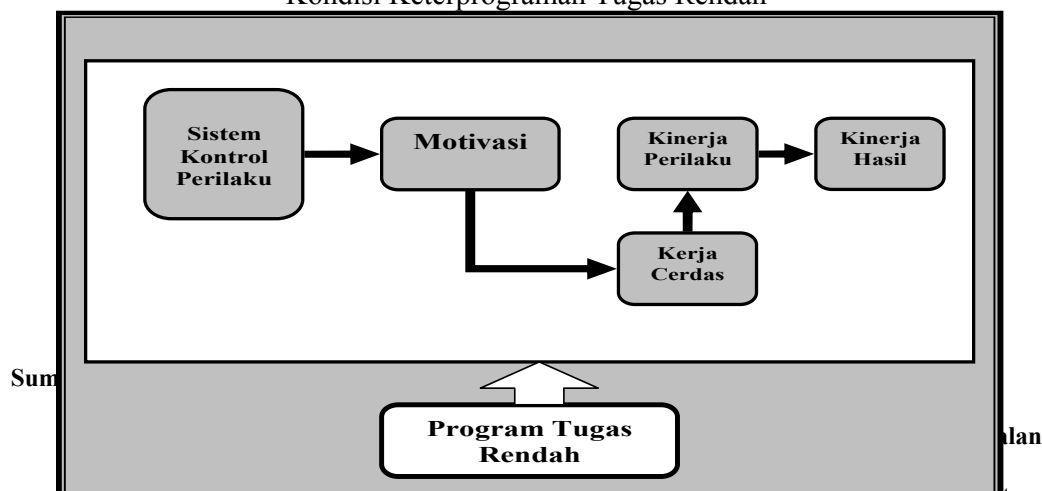 Kondisi Keterprograman Tugas Rendah
Sistem
Kontrol
Perilaku
Motivasi
Kinerja
Perilaku
Kinerja
Hasil
Kerja
Cerdas
Program Tugas
Rendah